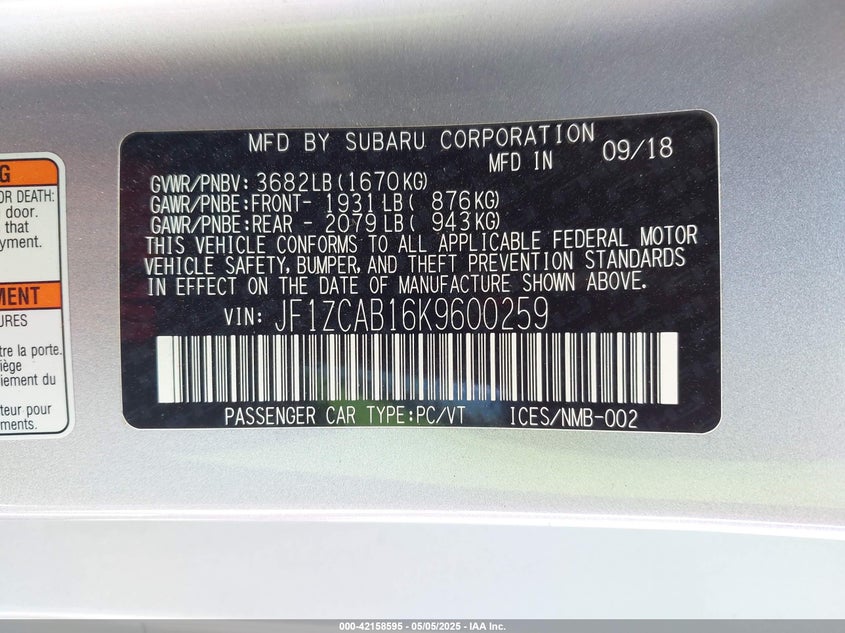 G
OR DEATH:
door.
that
yment.
MENT
URES
tre la porte.
iège
iement du
teur pour
ments.
MFD BY SUBARU CORPORATION
MFD IN 09/18
GVWR/PNBV: 3682LB(1670KG)
GAWR/PNBE:FRONT- 1931LB( 876KG)
GAWR/PNBE:REAR - 2079LB( 943KG)
THIS VEHICLE CONFORMS TO ALL APPLICABLE FEDERAL MOTOR
VEHICLE SAFETY, BUMPER, AND THEFT PREVENTION STANDARDS
IN EFFECT ON THE DATE OF MANUFACTURE SHOWN ABOVE.
VIN: JF1ZCAB16K9600259
PASSENGER CAR TYPE:PC/VT ICES/NMB-002
000-42158595 - 05/05/2025 - IAA Inc.